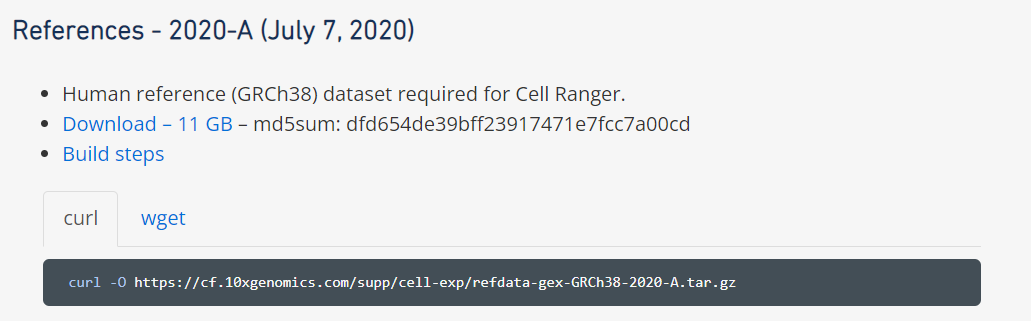 References - 2020-A (July 7, 2020)
• Human reference (GRCh38) dataset required for Cell Ranger.
• Download – 11 GB – md5sum: dfd654de39bff23917471e7fcc7a00cd
• Build steps
curl wget
curl -O https://cf.10xgenomics.com/supp/cell-exp/refdata-gex-GRCh38-2020-A.tar.gz